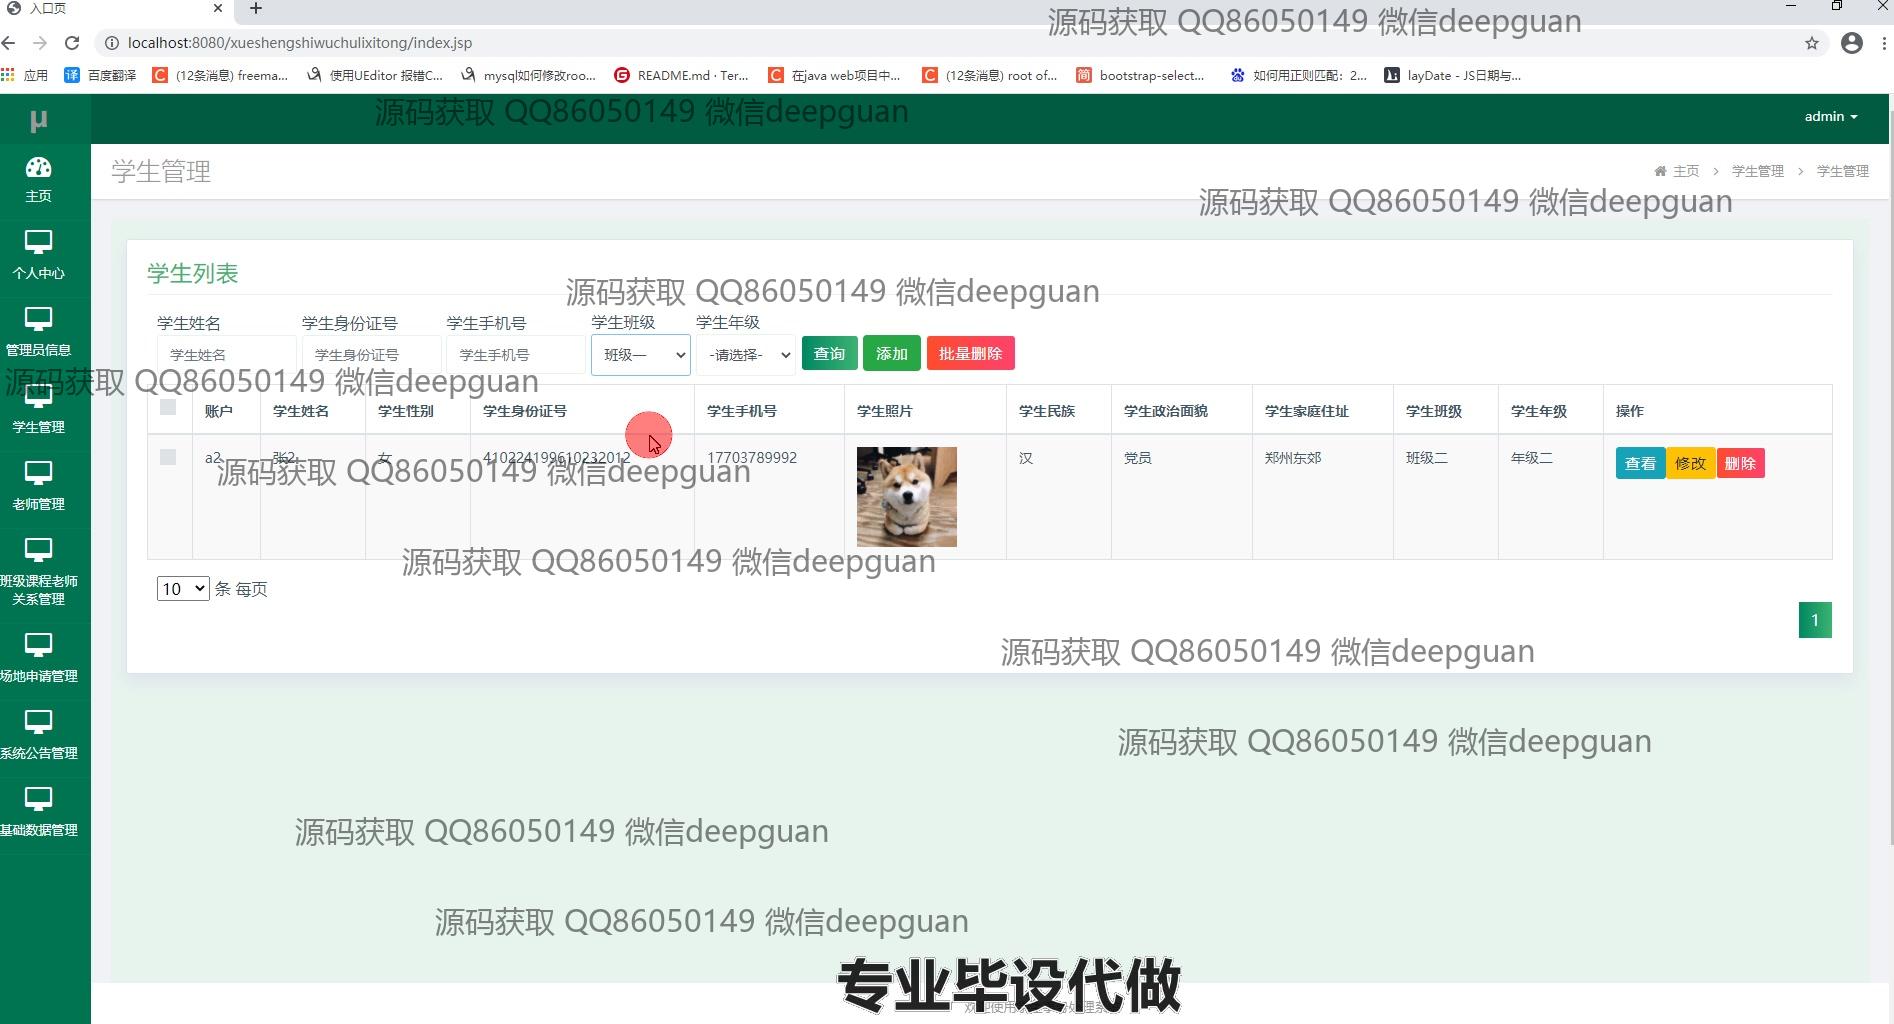 入口页
localhost:8080/xueshengshiwuchulixitong/index.jsp
源码获取 QQ86050149 微信deepguan
应用 译 百度翻译 C (12条消息) freema... 使用UEditor 报错C... mysql如何修改roo... G README.md · Ter... C 在java web项目中... C (12条消息) root of... 简 bootstrap-select... 如何用正则匹配：2... layDate - JS日期与...
μ
源码获取 QQ86050149 微信deepguan
admin
学生管理
主页 > 学生管理 > 学生管理
源码获取 QQ86050149 微信deepguan
主页
个人中心
管理员信息
学生管理
老师管理
班级课程老师
关系管理
场地申请管理
系统公告管理
基础数据管理
学生列表
源码获取 QQ86050149 微信deepguan
学生姓名 学生身份证号 学生手机号 学生班级 学生年级
学生姓名 学生身份证号 学生手机号 班级一 -请选择- 查询 添加 批量删除
源码获取 QQ86050149 微信deepguan
账户 学生姓名 学生性别 学生身份证号 学生手机号 学生照片 学生民族 学生政治面貌 学生家庭住址 学生班级 学生年级 操作
a2 张2 女 410224199610232012 17703789992 汉 党员 郑州东郊 班级二 年级二 查看 修改 删除
源码获取 QQ86050149 微信deepguan
源码获取 QQ86050149 微信deepguan
10 条 每页
1
源码获取 QQ86050149 微信deepguan
源码获取 QQ86050149 微信deepguan
源码获取 QQ86050149 微信deepguan
源码获取 QQ86050149 微信deepguan
专业毕设代做